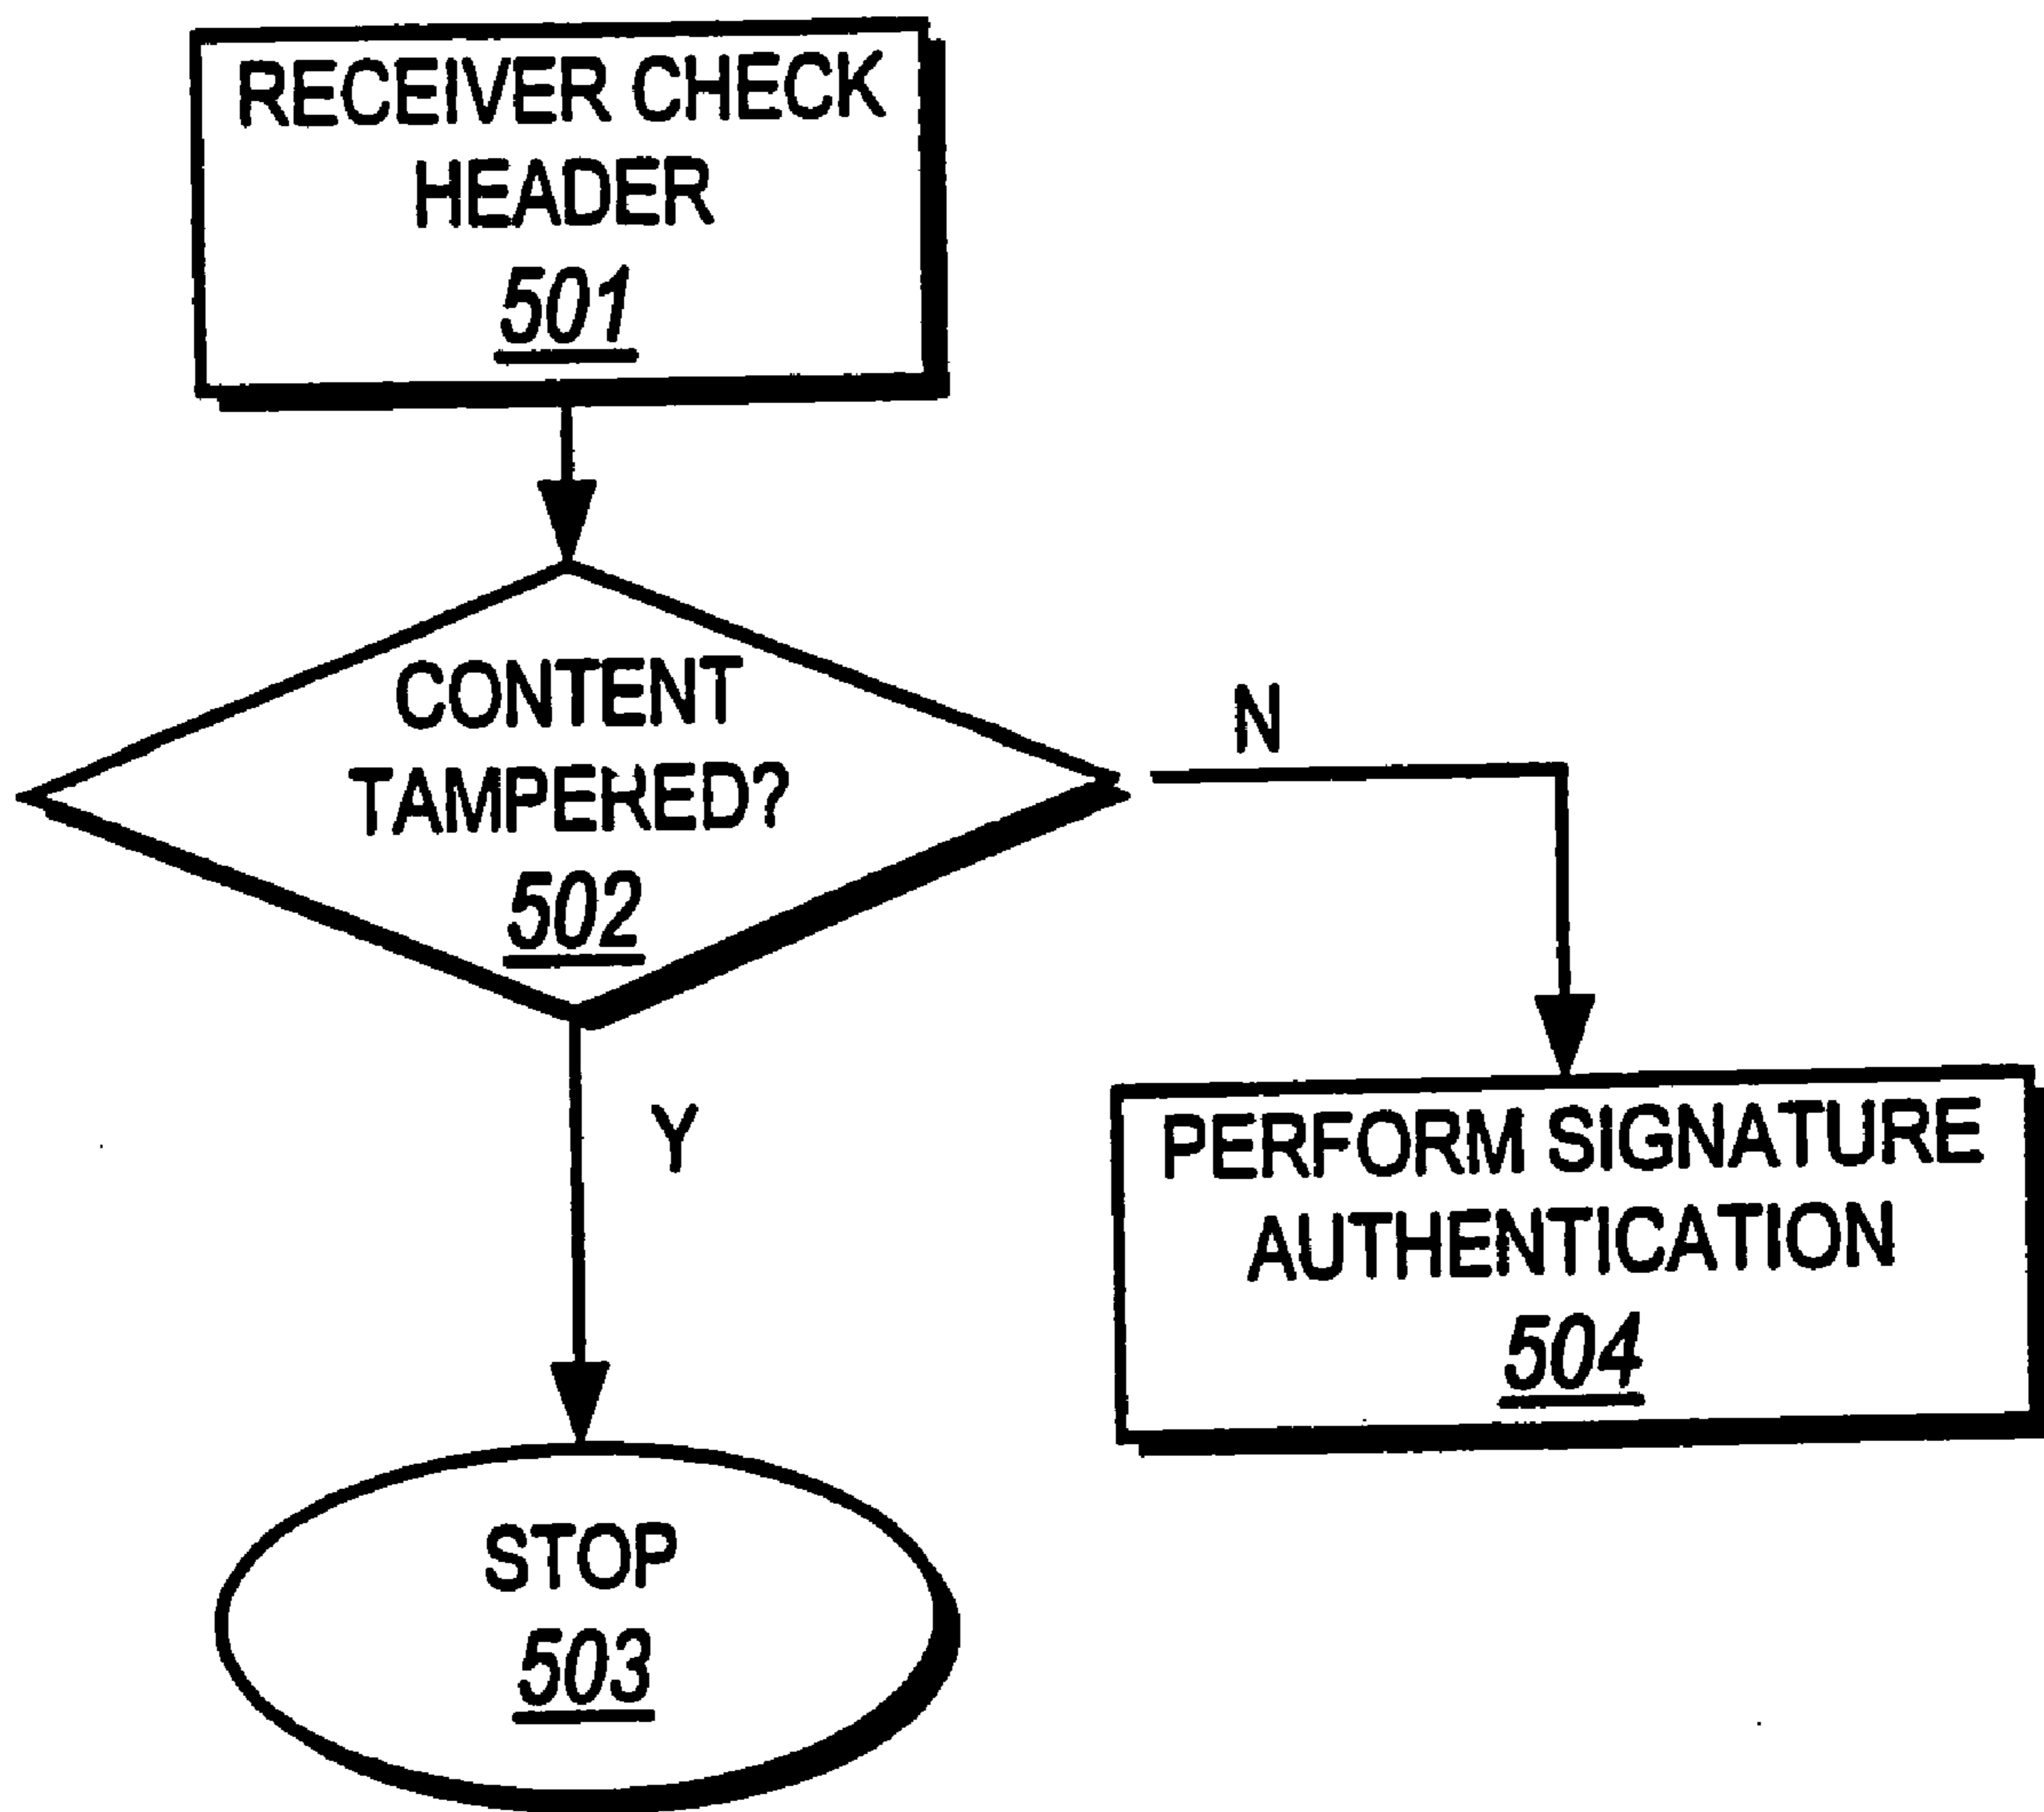 RECEIVER CHECK
HEADER
501
CONTENT
TAMPERED?
502
N
Y
PERFORM SIGNATURE
AUTHENTICATION
504
STOP
503